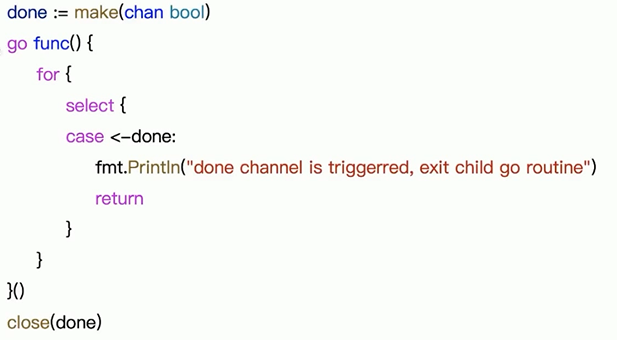 done := make(chan bool)
go func() {
for {
select {
case <-done:
fmt.Println("done channel is triggerred, exit child go routine")
return
}
}
}()
close(done)